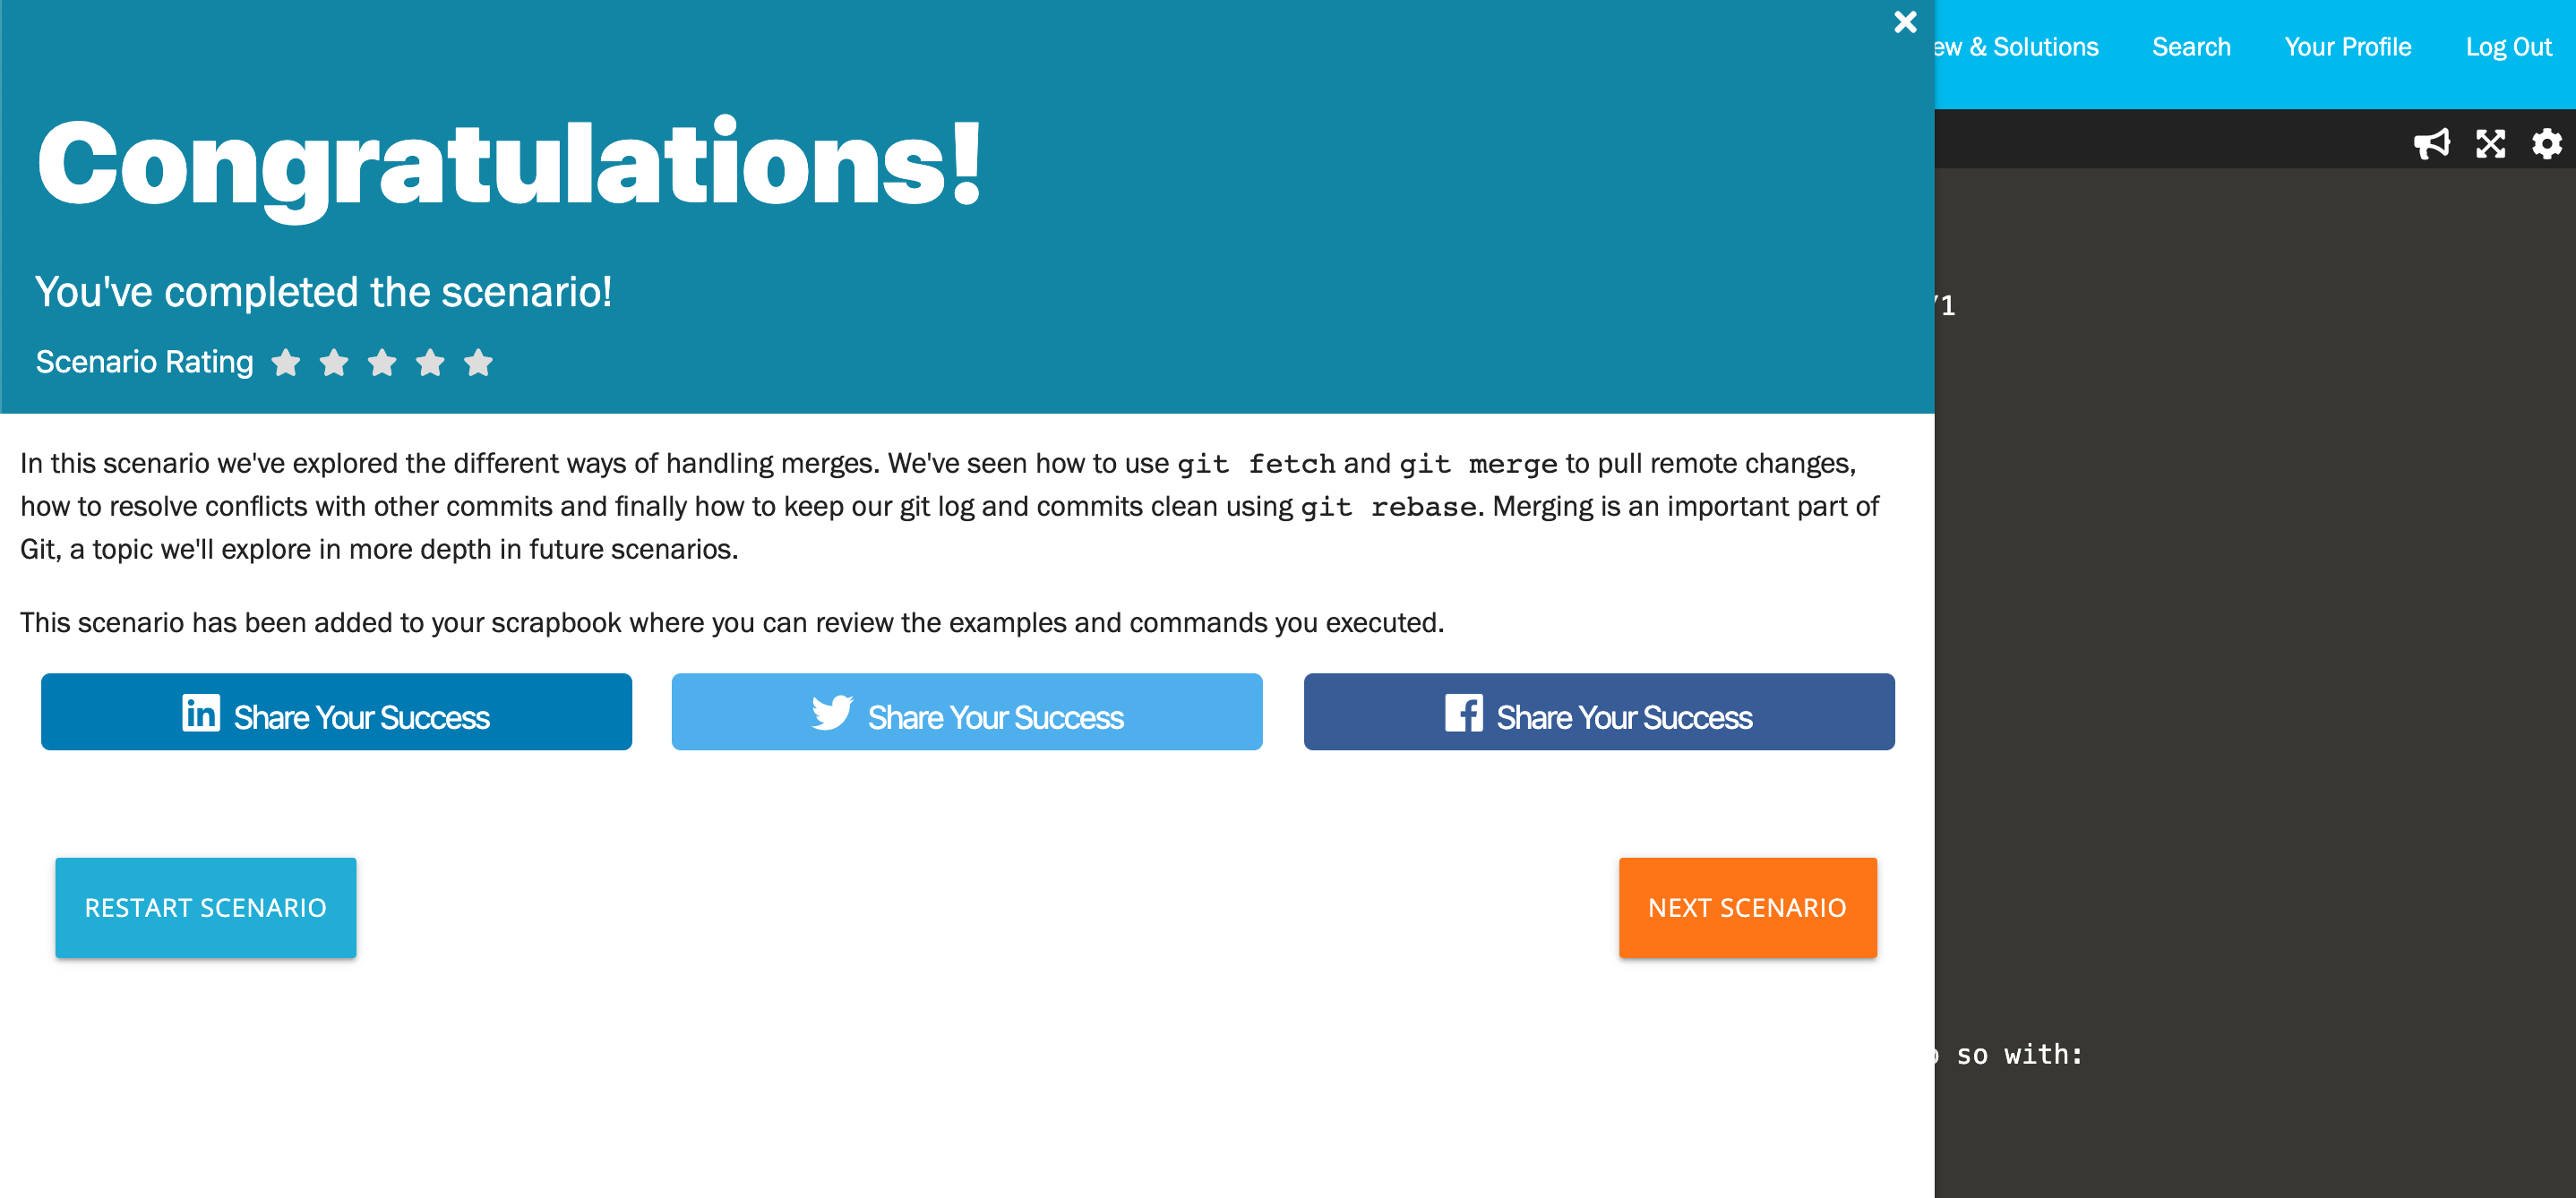 & Solutions Search Your Profile Log Out
Congratulations!
You've completed the scenario!
/1
Scenario Rating
In this scenario we've explored the different ways of handling merges. We've seen how to use git fetch and git merge to pull remote changes,
how to resolve conflicts with other commits and finally how to keep our git log and commits clean using git rebase. Merging is an important part of
Git, a topic we'll explore in more depth in future scenarios.
This scenario has been added to your scrapbook where you can review the examples and commands you executed.
in Share Your Success
Share Your Success
f Share Your Success
RESTART SCENARIO
NEXT SCENARIO
so with: